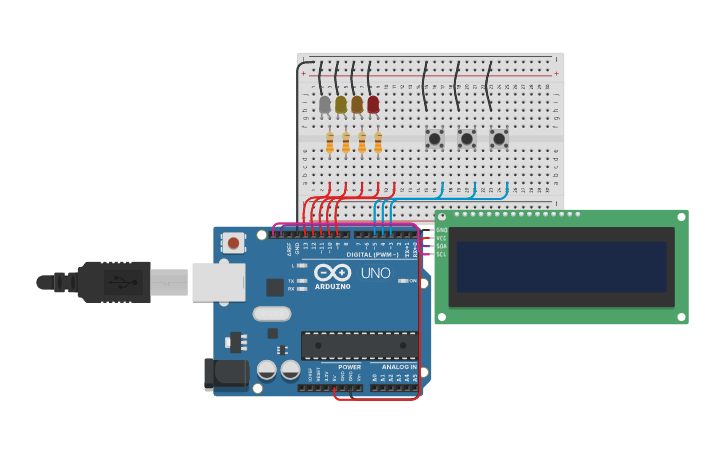 GND
VCC
SDA
SCL
AREF
GND
13
12
~11
~10
~9
8
7
~6
~5
4
~3
2
TX→1
RX←0
DIGITAL (PWM~)
L
TX
RX
UNO
ARDUINO
ON
POWER
ANALOG IN
IOREF
RESET
3.3V
5V
GND
GND
Vin
A0
A1
A2
A3
A4
A5